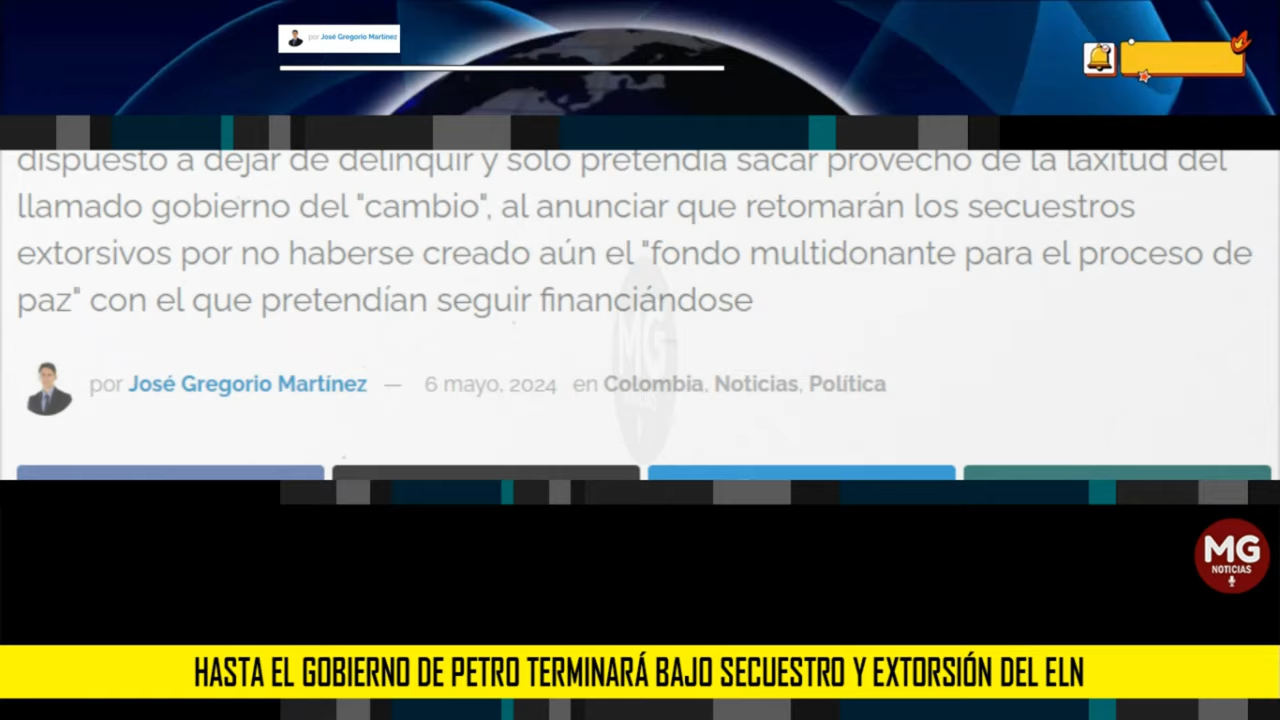 por José Gregorio Martínez
dispuesto a dejar de delinquir y solo pretendía sacar provecho de la laxitud del
llamado gobierno del "cambio", al anunciar que retomarán los secuestros
extorsivos por no haberse creado aún el "fondo multidonante para el proceso de
paz" con el que pretendían seguir financiándose
por José Gregorio Martínez — 6 mayo, 2024 en Colombia, Noticias, Política
MG
MG
NOTICIAS
HASTA EL GOBIERNO DE PETRO TERMINARÁ BAJO SECUESTRO Y EXTORSIÓN DEL ELN